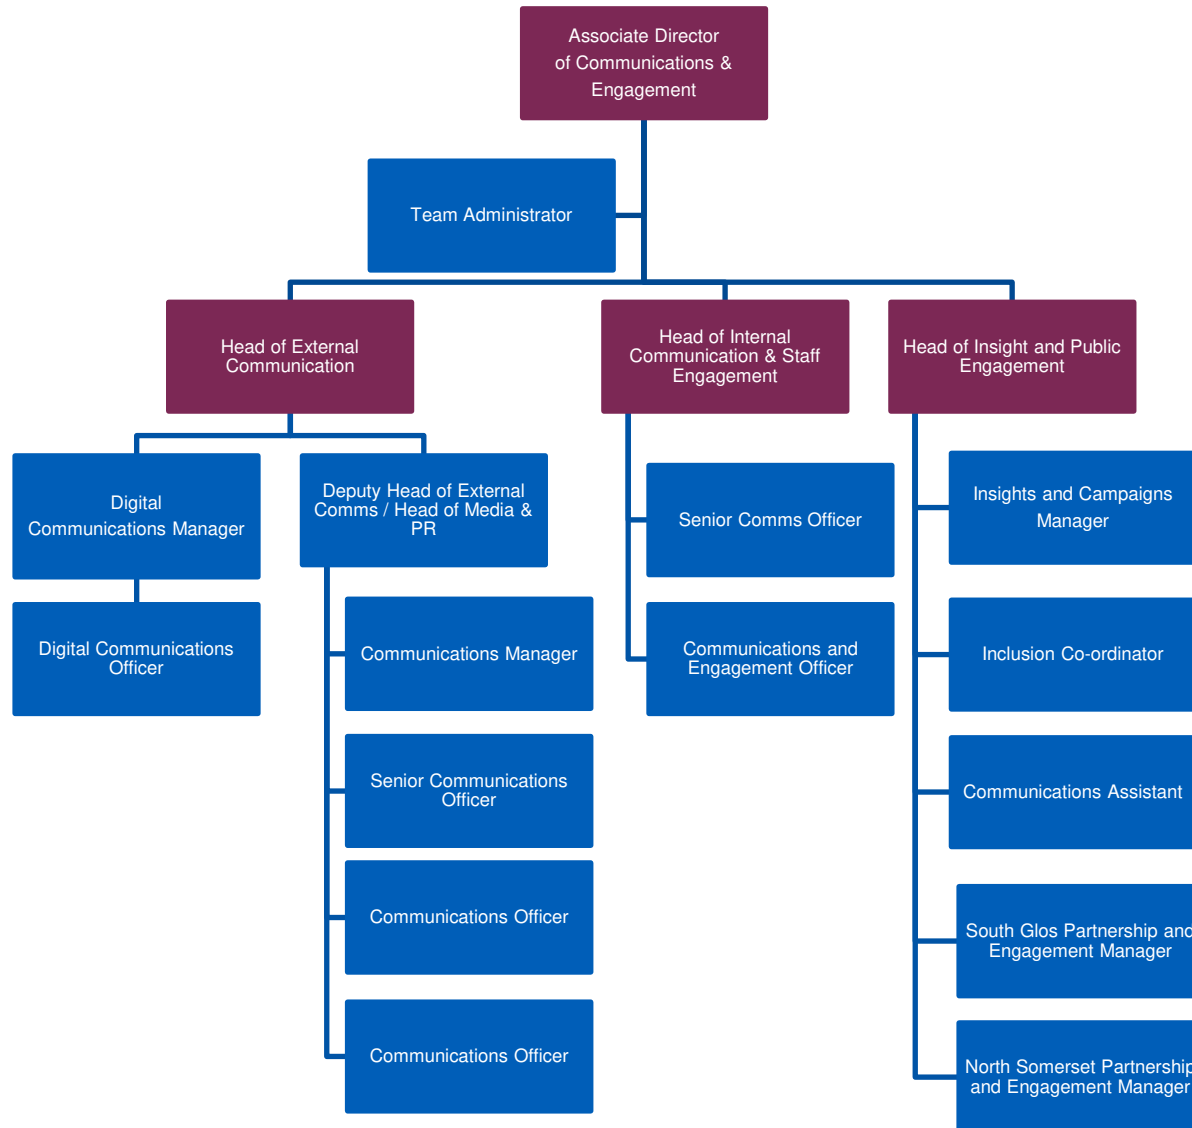 Associate Director
of Communications &
Engagement
Team Administrator
Head of External
Communication
Head of Internal
Communication & Staff
Engagement
Head of Insight and Public
Engagement
Digital
Communications Manager
Deputy Head of External
Comms / Head of Media &
PR
Senior Comms Officer
Insights and Campaigns
Manager
Digital Communications
Officer
Communications Manager
Communications and
Engagement Officer
Inclusion Co-ordinator
Senior Communications
Officer
Communications Assistant
Communications Officer
South Glos Partnership and
Engagement Manager
Communications Officer
North Somerset Partnership
and Engagement Manager